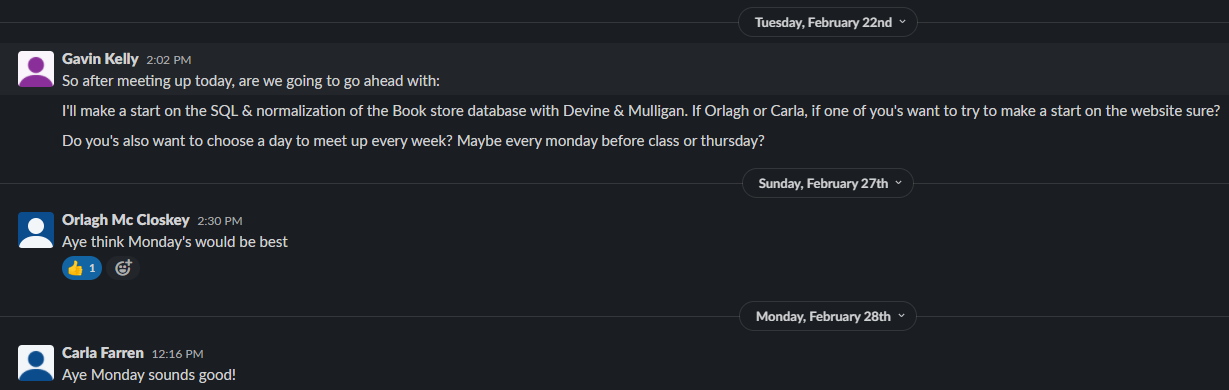 Tuesday, February 22nd
Gavin Kelly 2:02 PM
So after meeting up today, are we going to go ahead with:
I'll make a start on the SQL & normalization of the Book store database with Devine & Mulligan. If Orlagh or Carla, if one of you's want to try to make a start on the website sure?
Do you's also want to choose a day to meet up every week? Maybe every monday before class or thursday?
Sunday, February 27th
Orlagh Mc Closkey 2:30 PM
Aye think Monday's would be best
👍 1
Monday, February 28th
Carla Farren 12:16 PM
Aye Monday sounds good!